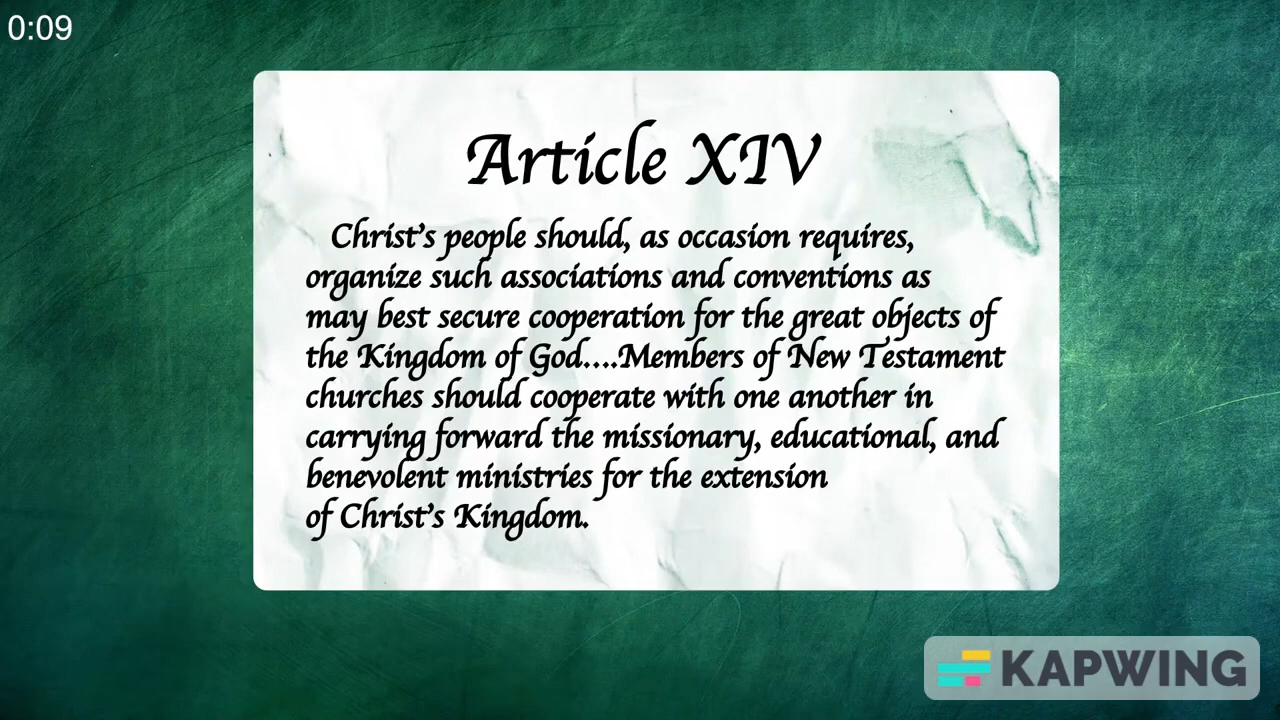 0:09
Article XIV
Christ's people should, as occasion requires,
organize such associations and conventions as
may best secure cooperation for the great objects of
the Kingdom of God....Members of New Testament
churches should cooperate with one another in
carrying forward the missionary, educational, and
benevolent ministries for the extension
of Christ's Kingdom.
KAPWING